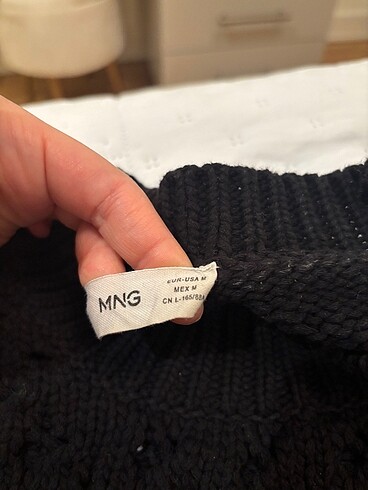 MNG
EUR-USA M
MEX M
CN L-165/88A